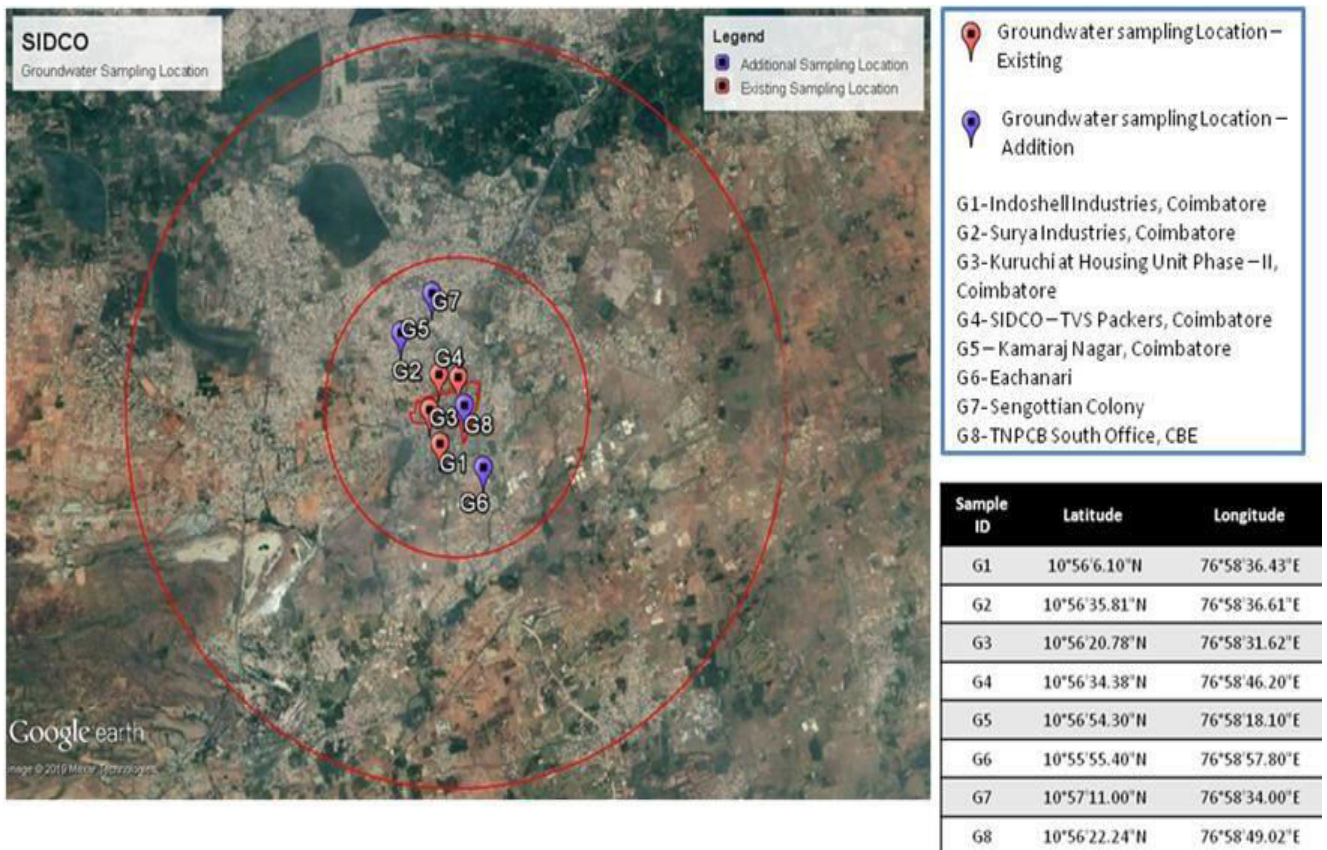 SIDCO
Groundwater Sampling Location
Legend
Additional Sampling Location
Existing Sampling Location
G7
G5
G4
G2
G3
G8
G1
G6
Google earth
Image © 2019 Maxar Technologies
Groundwater sampling Location –
Existing
Groundwater sampling Location –
Addition
G1-Indoshell Industries, Coimbatore
G2-Surya Industries, Coimbatore
G3-Kuruchi at Housing Unit Phase – II,
Coimbatore
G4-SIDCO – TVS Packers, Coimbatore
G5 – Kamaraj Nagar, Coimbatore
G6-Eachanari
G7-Sengottian Colony
G8-TNPCB South Office, CBE
Sample ID Latitude Longitude
G1 10°56'6.10"N 76°58'36.43"E
G2 10°56'35.81"N 76°58'36.61"E
G3 10°56'20.78"N 76°58'31.62"E
G4 10°56'34.38"N 76°58'46.20"E
G5 10°56'54.30"N 76°58'18.10"E
G6 10°55'55.40"N 76°58'57.80"E
G7 10°57'11.00"N 76°58'34.00"E
G8 10°56'22.24"N 76°58'49.02"E